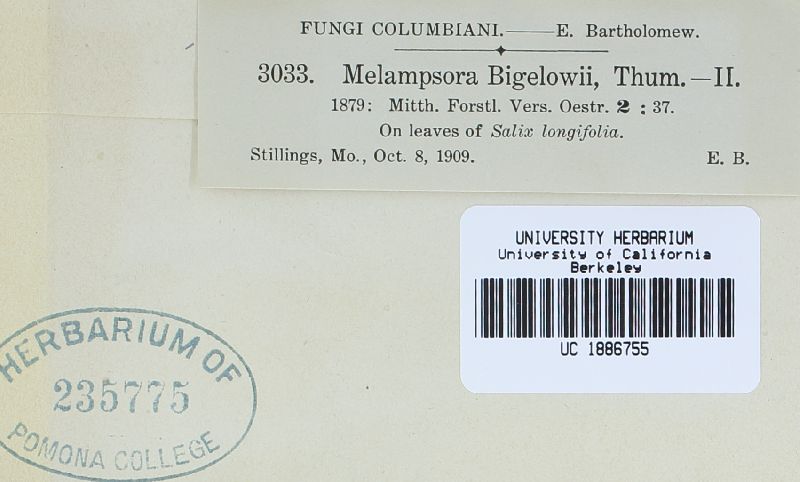 FUNGI COLUMBIANI.——E. Bartholomew.
3033. Melampsora Bigelowii, Thum.—II.
1879: Mitth. Forstl. Vers. Oestr. 2 : 37.
On leaves of Salix longifolia.
Stillings, Mo., Oct. 8, 1909. E. B.
UNIVERSITY HERBARIUM
University of California
Berkeley
UC 1886755
HERBARIUM OF
235775
POMONA COLLEGE